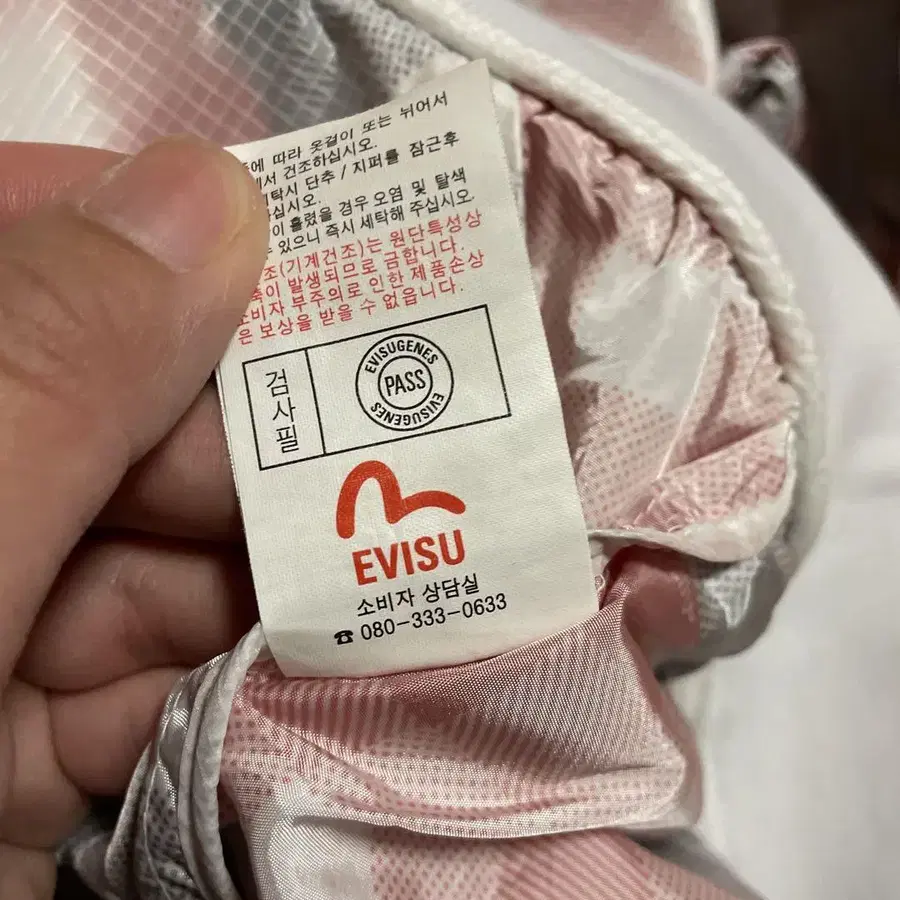 에 따라 옷걸이 또는 뉘어서
에서 건조하십시오.
세탁시 단추 / 지퍼를 잠근후
하십시오.
이 흘렸을 경우 오염 및 탈색
수 있으니 즉시 세탁해 주십시오.
조(기계건조)는 원단특성상
축이 발생되므로 금합니다.
소비자 부주의로 인한 제품손상
은 보상을 받을 수 없읍니다.
검사필
EVISUGENES
PASS
EVISUGENES
EVISU
소비자 상담실
☎ 080-333-0633